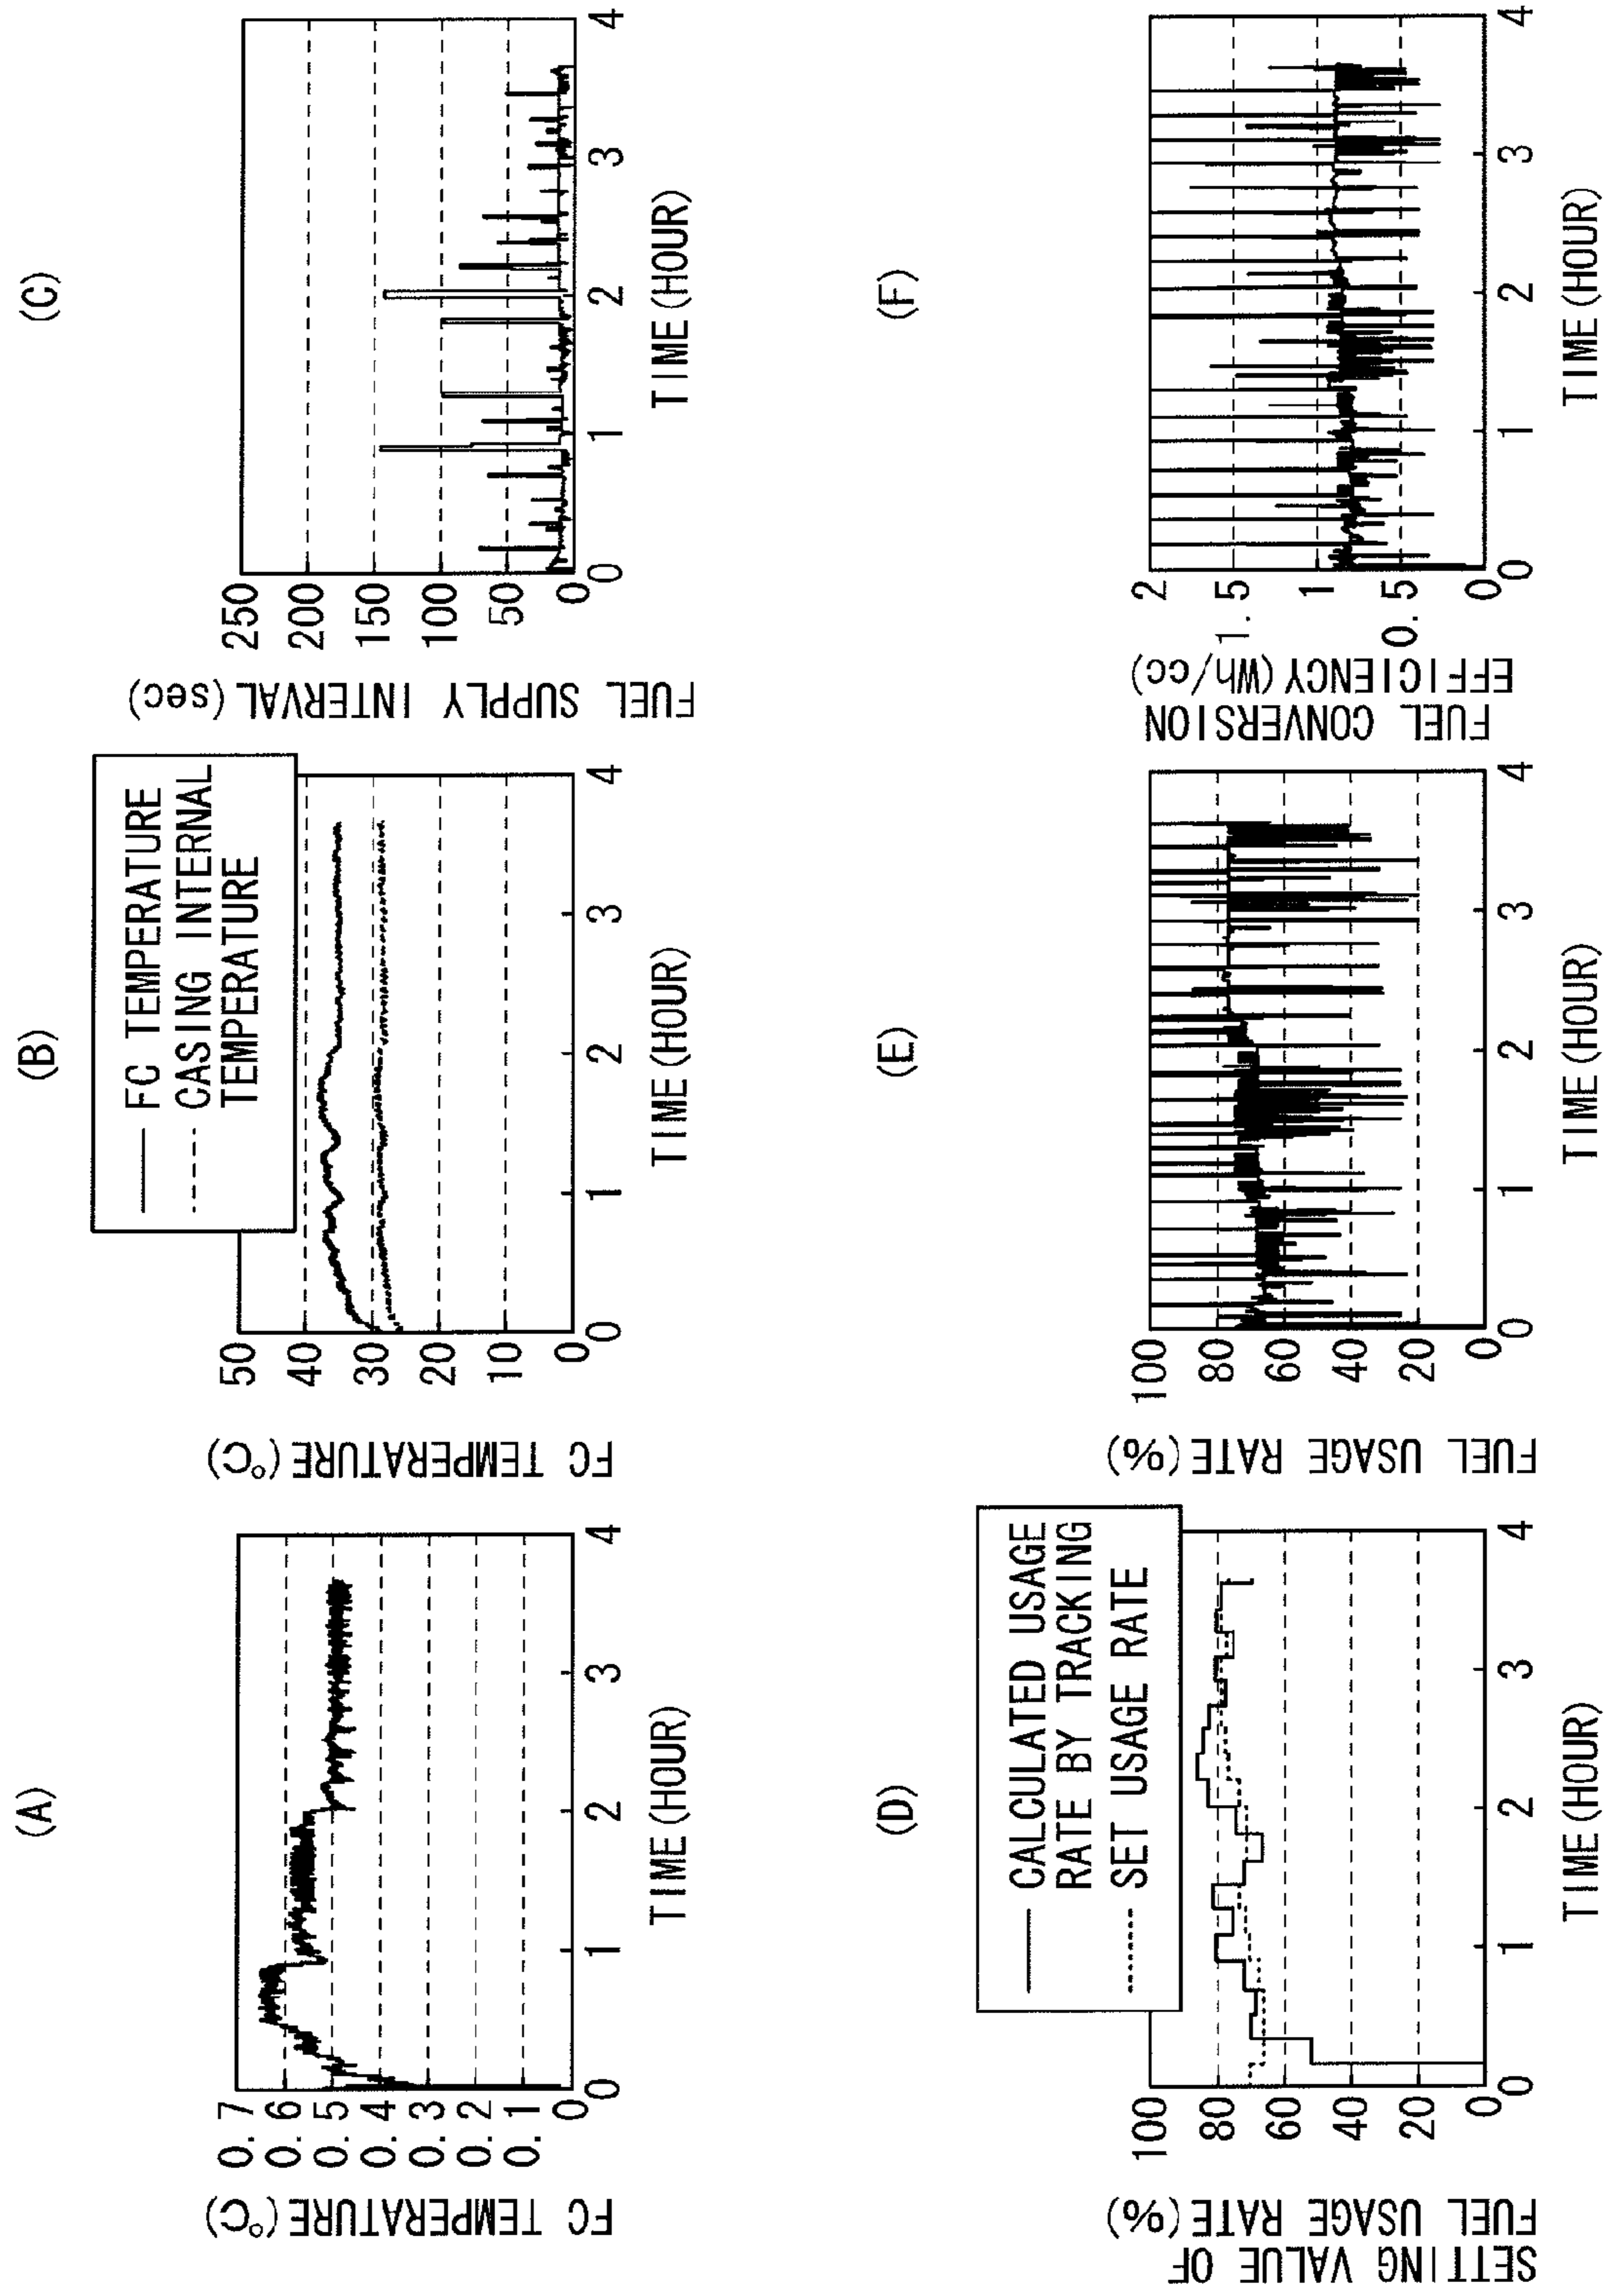 (A)
FC TEMPERATURE (°C)
0.7
0.6
0.5
0.4
0.3
0.2
0.1
0
0 1 2 3 4
TIME (HOUR)
(B)
FC TEMPERATURE (°C)
50
40
30
20
10
0
FC TEMPERATURE
CASING INTERNAL
TEMPERATURE
0 1 2 3 4
TIME (HOUR)
(C)
FUEL SUPPLY INTERVAL (sec)
250
200
150
100
50
0
0 1 2 3 4
TIME (HOUR)
(D)
SETTING VALUE OF
FUEL USAGE RATE (%)
100
80
60
40
20
0
CALCULATED USAGE
RATE BY TRACKING
SET USAGE RATE
0 1 2 3 4
TIME (HOUR)
(E)
FUEL USAGE RATE (%)
100
80
60
40
20
0
0 1 2 3 4
TIME (HOUR)
(F)
FUEL CONVERSION
EFFICIENCY (Wh/cc)
2
1.5
1
0.5
0
0 1 2 3 4
TIME (HOUR)